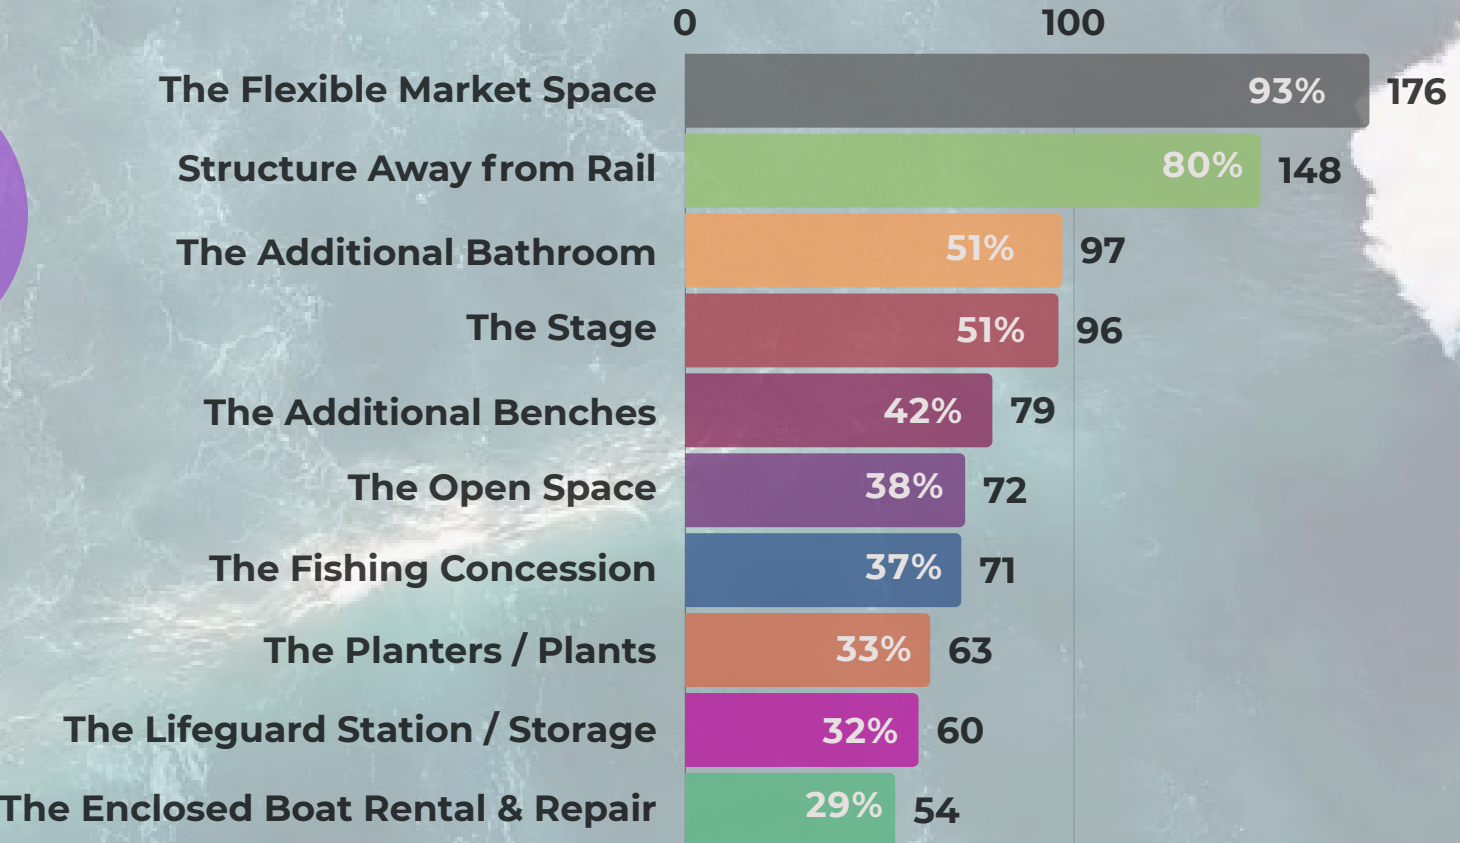 0 100
The Flexible Market Space 93% 176
Structure Away from Rail 80% 148
The Additional Bathroom 51% 97
The Stage 51% 96
The Additional Benches 42% 79
The Open Space 38% 72
The Fishing Concession 37% 71
The Planters / Plants 33% 63
The Lifeguard Station / Storage 32% 60
The Enclosed Boat Rental & Repair 29% 54